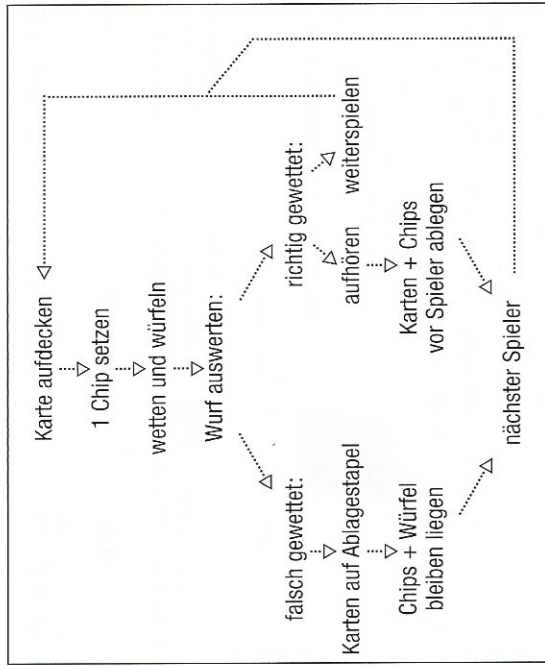 Karte aufdecken
1 Chip setzen
wetten und würfeln
Wurf auswerten:
falsch gewettet:
Karten auf Ablagestapel
Chips + Würfel
bleiben liegen
richtig gewettet:
aufhören
weiterspielen
Karten + Chips
vor Spieler ablegen
nächster Spieler